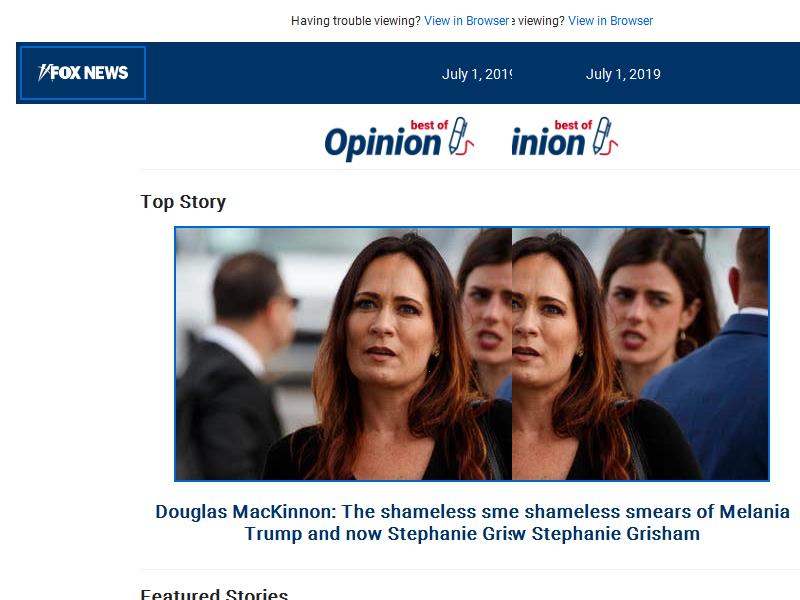 Having trouble viewing? View in Browser e viewing? View in Browser
FOX NEWS
July 1, 2019 July 1, 2019
best of best of
Opinion inion
Top Story
Douglas MacKinnon: The shameless sme shameless smears of Melania
Trump and now Stephanie Gris w Stephanie Grisham
Featured Stories